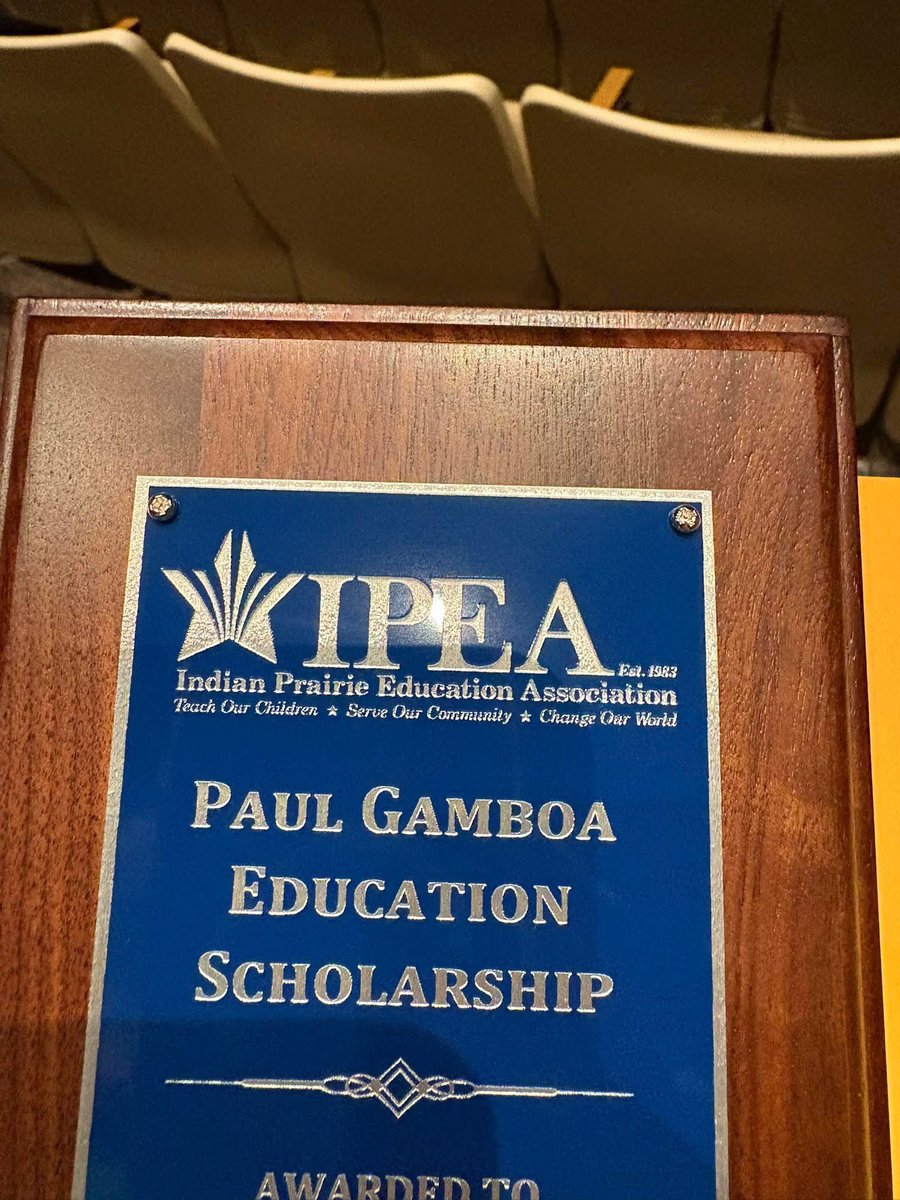 IPEA Est. 1983
Indian Prairie Education Association
Teach Our Children ★ Serve Our Community ★ Change Our World
PAUL GAMBOA
EDUCATION
SCHOLARSHIP
AWARDED TO